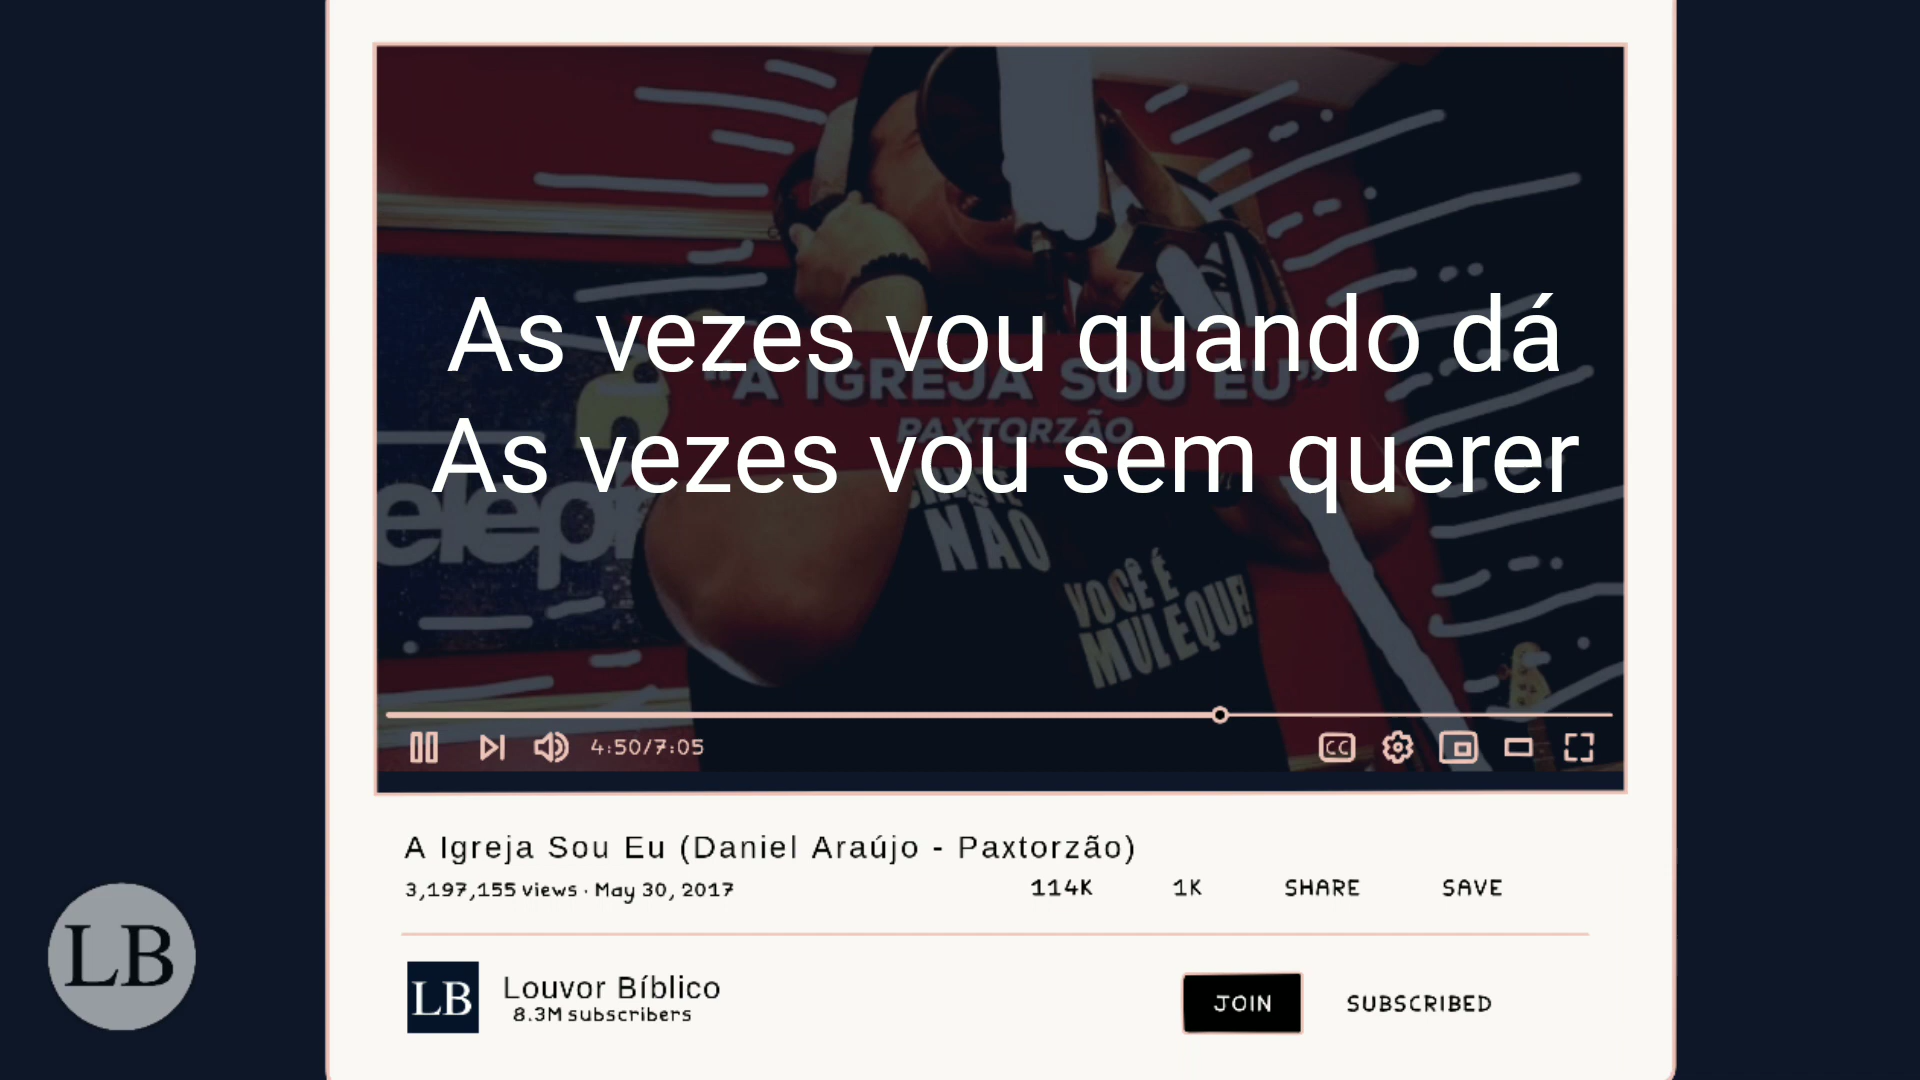 As vezes vou quando dá
"A IGREJA SOU EU"
PAXTORZÃO
As vezes vou sem querer
NÃO
VOCÊ É
MULEQUE
4:50/7:05
CC
A Igreja Sou Eu (Daniel Araújo - Paxtorzão)
3,197,155 views · May 30, 2017
114K
1K
SHARE
SAVE
LB
LB
Louvor Bíblico
8.3M subscribers
JOIN
SUBSCRIBED